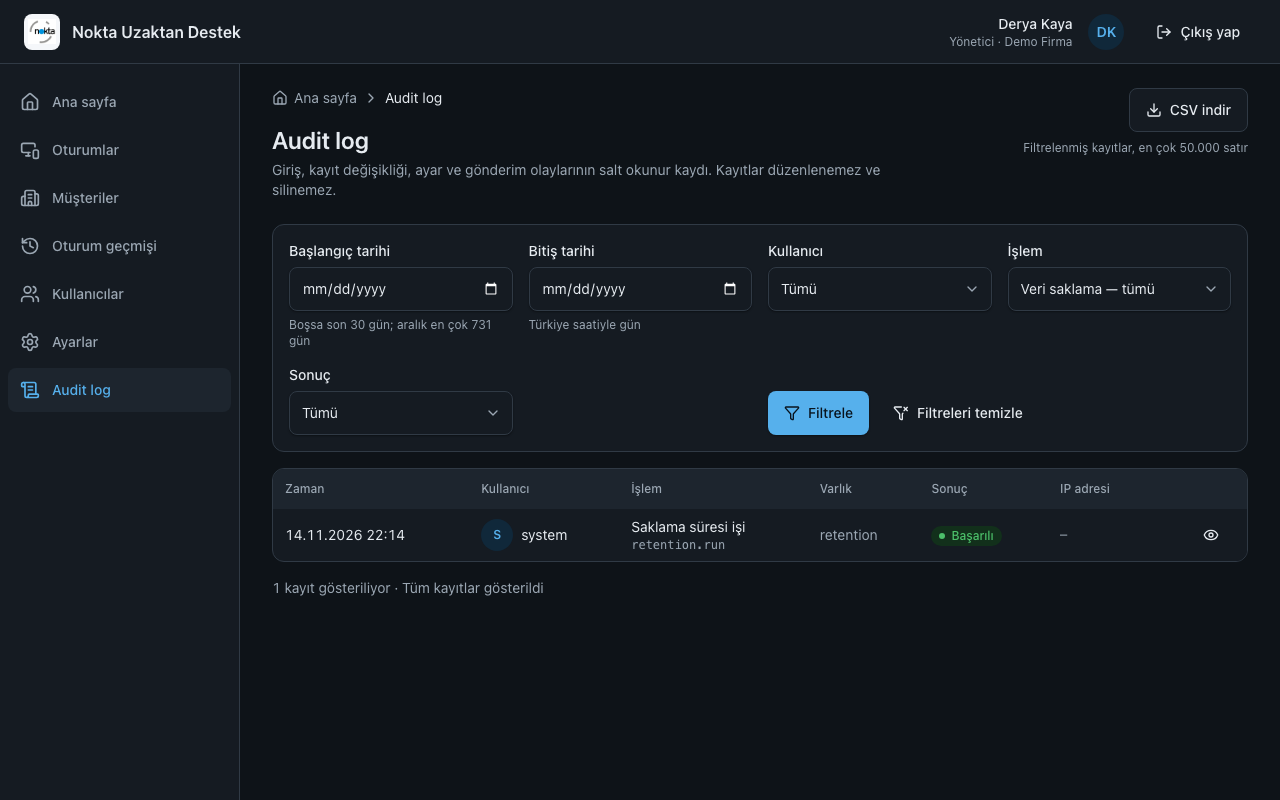 nokta
Nokta Uzaktan Destek
Derya Kaya
Yönetici · Demo Firma
DK
Çıkış yap
Ana sayfa
Oturumlar
Müşteriler
Oturum geçmişi
Kullanıcılar
Ayarlar
Audit log
Ana sayfa
Audit log
CSV indir
Filtrelenmiş kayıtlar, en çok 50.000 satır
Audit log
Giriş, kayıt değişikliği, ayar ve gönderim olaylarının salt okunur kaydı. Kayıtlar düzenlenemez ve
silinemez.
Başlangıç tarihi
Bitiş tarihi
Kullanıcı
İşlem
mm/dd/yyyy
mm/dd/yyyy
Tümü
Veri saklama — tümü
Boşsa son 30 gün; aralık en çok 731
gün
Türkiye saatiyle gün
Sonuç
Tümü
Filtrele
Filtreleri temizle
Zaman Kullanıcı İşlem Varlık Sonuç IP adresi
14.11.2026 22:14 S system Saklama süresi işi retention Başarılı –
retention.run
1 kayıt gösteriliyor · Tüm kayıtlar gösterildi